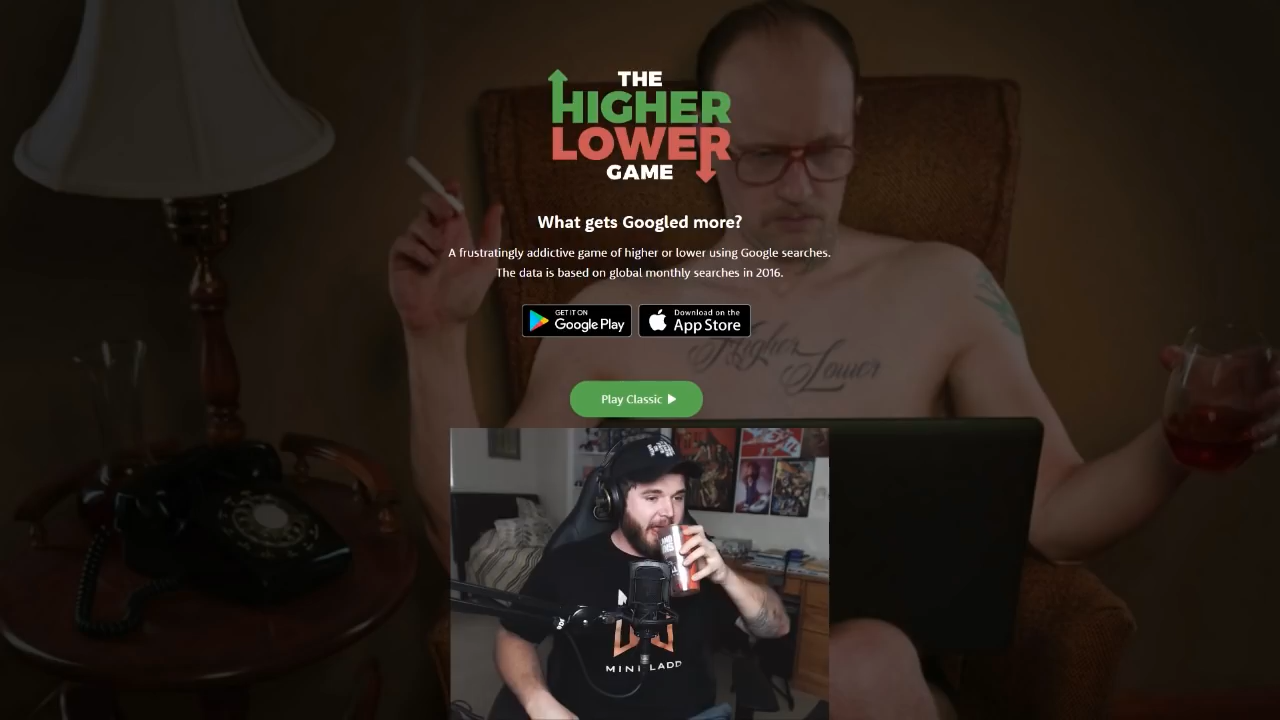 THE
HIGHER
LOWER
GAME
What gets Googled more?
A frustratingly addictive game of higher or lower using Google searches.
The data is based on global monthly searches in 2016.
GET IT ON
Google Play
Download on the
App Store
Higher
Lower
Play Classic
MINI LADD